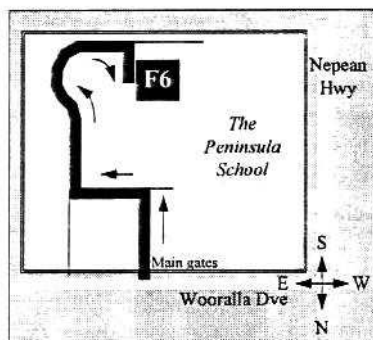 F6
Nepean
Hwy
The
Peninsula
School
Main gates
S
E W
Wooralla Dve
N